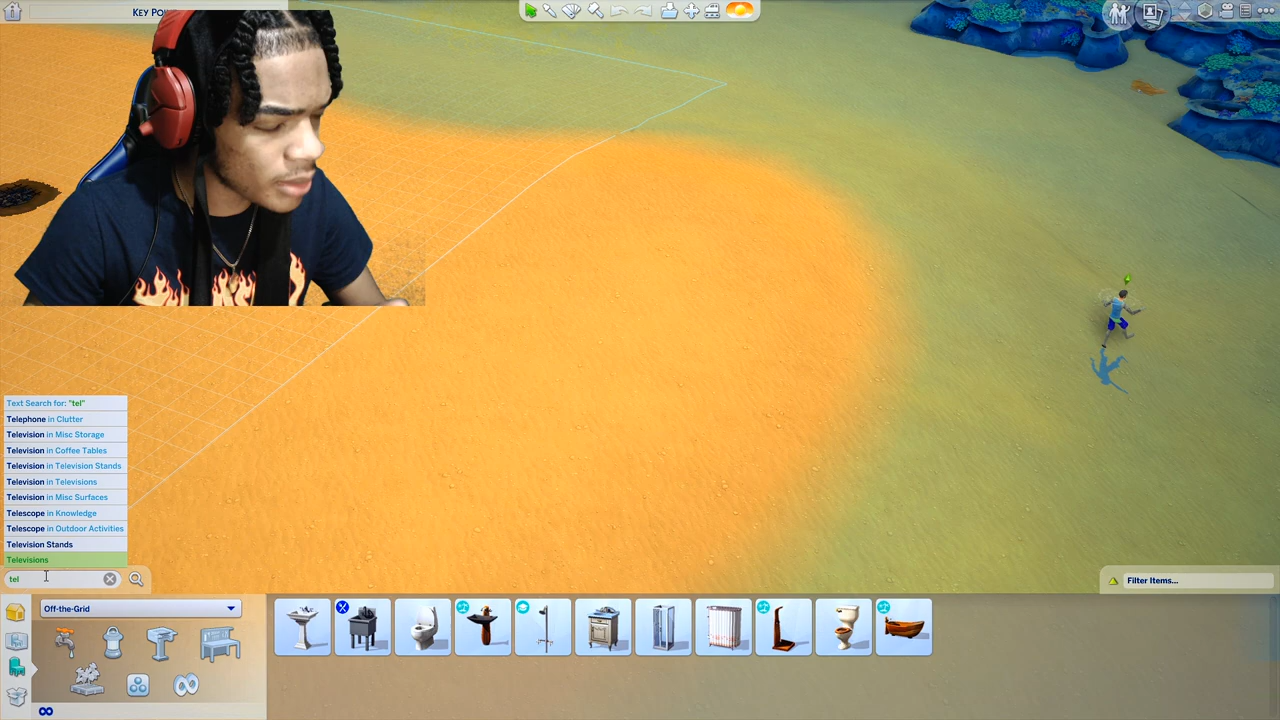 KEY PO
Text Search for: "tel"
Telephone in Clutter
Television in Misc Storage
Television in Coffee Tables
Television in Television Stands
Television in Televisions
Television in Misc Surfaces
Telescope in Knowledge
Telescope in Outdoor Activities
Television Stands
Televisions
tel
Filter Items...
Off-the-Grid